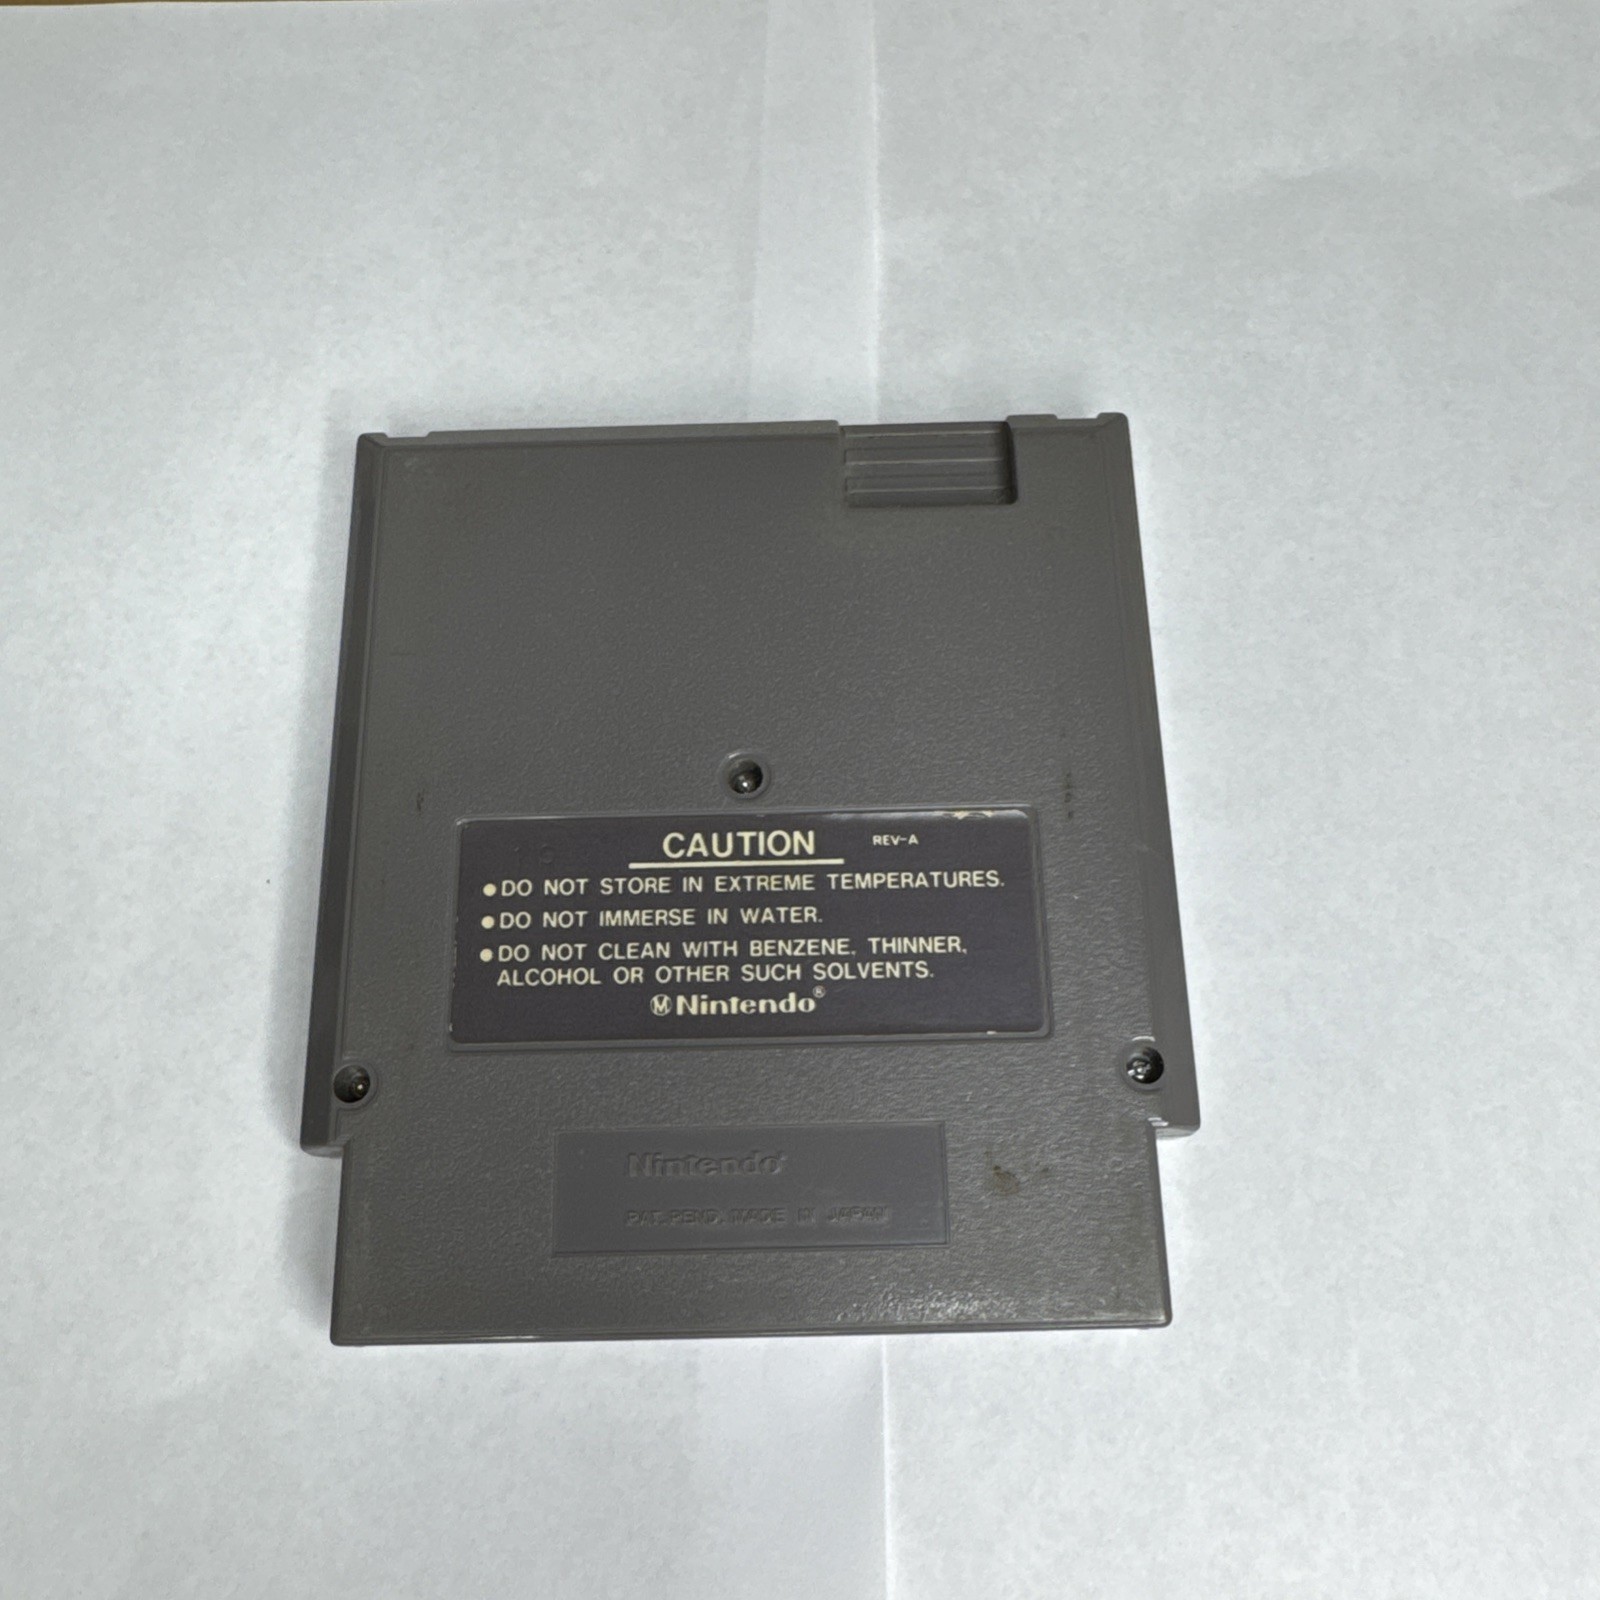 CAUTION REV-A
●DO NOT STORE IN EXTREME TEMPERATURES.
●DO NOT IMMERSE IN WATER.
●DO NOT CLEAN WITH BENZENE, THINNER,
ALCOHOL OR OTHER SUCH SOLVENTS.
Ⓜ Nintendo®
Nintendo®
PAT. PEND. MADE IN JAPAN